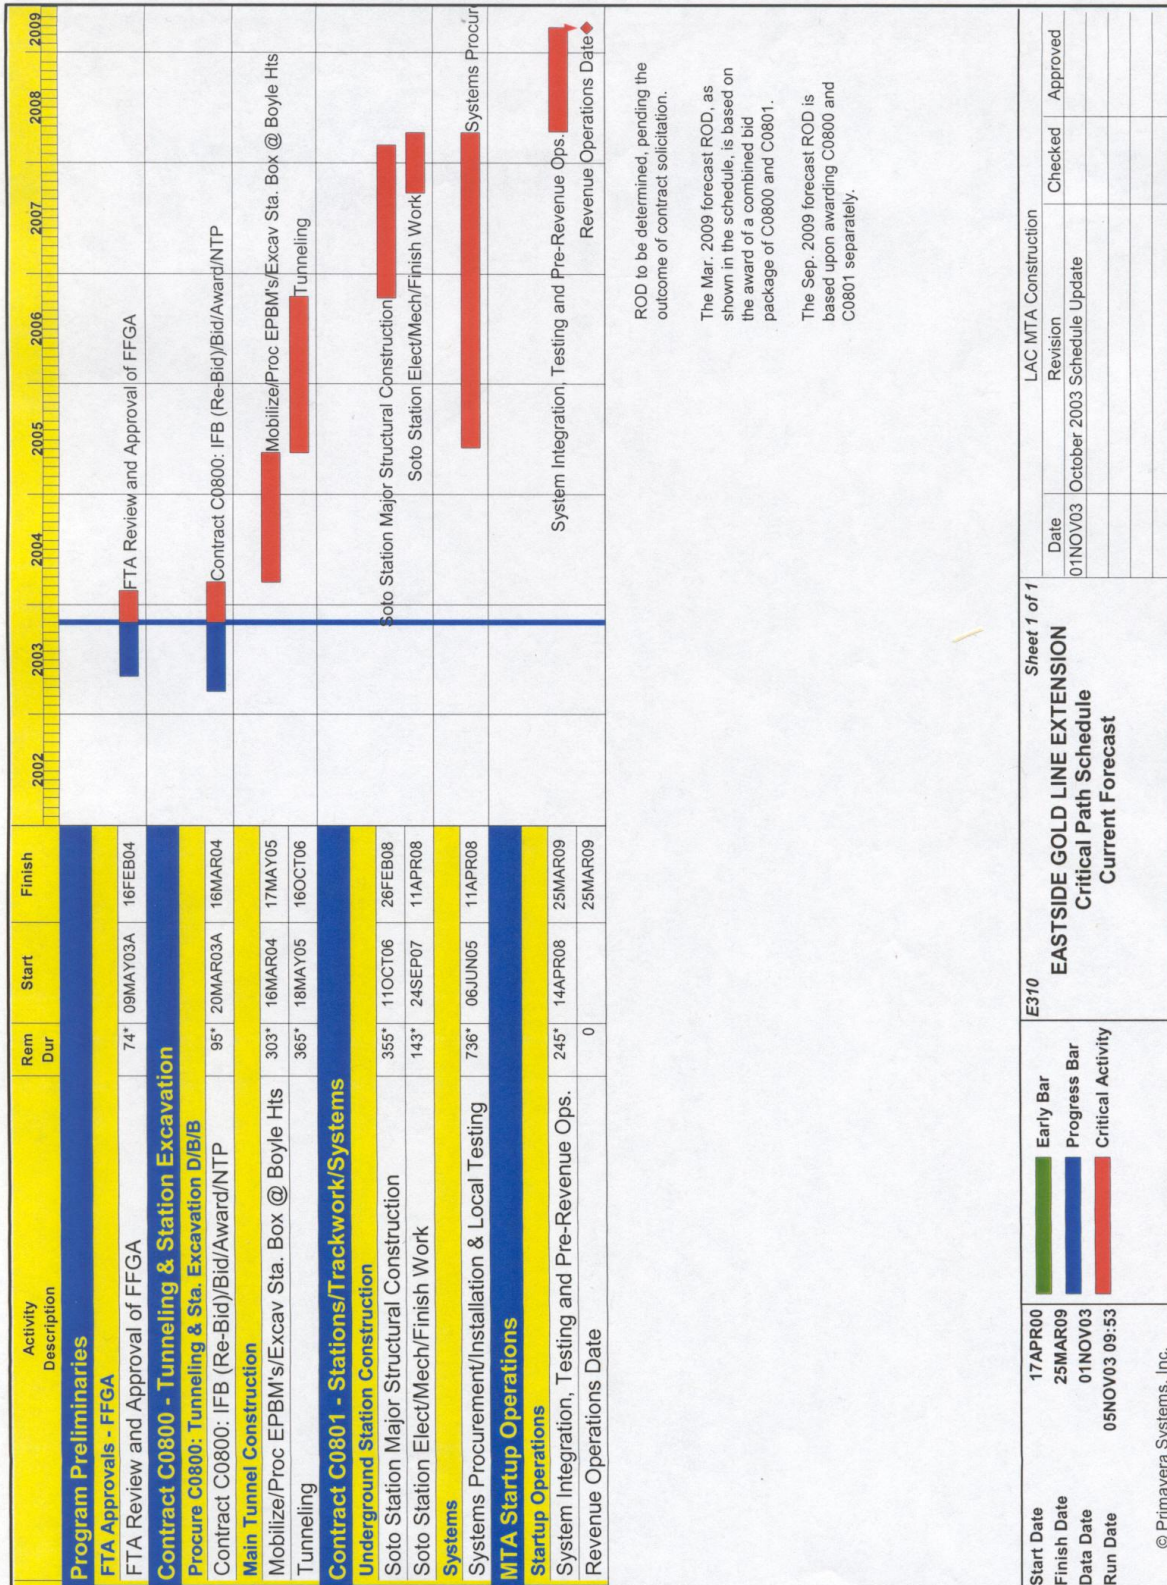 Activity Description Rem Dur Start Finish 2002 2003 2004 2005 2006 2007 2008 2009
Program Preliminaries
FTA Approvals - FFGA
FTA Review and Approval of FFGA 74* 09MAY03A 16FEB04 FTA Review and Approval of FFGA
Contract C0800 - Tunneling & Station Excavation
Procure C0800: Tunneling & Sta. Excavation D/B/B
Contract C0800: IFB (Re-Bid)/Bid/Award/NTP 95* 20MAR03A 16MAR04 Contract C0800: IFB (Re-Bid)/Bid/Award/NTP
Main Tunnel Construction
Mobilize/Proc EPBM's/Excav Sta. Box @ Boyle Hts 303* 16MAR04 17MAY05 Mobilize/Proc EPBM's/Excav Sta. Box @ Boyle Hts
Tunneling 365* 18MAY05 16OCT06 Tunneling
Contract C0801 - Stations/Trackwork/Systems
Underground Station Construction
Soto Station Major Structural Construction 355* 11OCT06 26FEB08 Soto Station Major Structural Construction
Soto Station Elect/Mech/Finish Work 143* 24SEP07 11APR08 Soto Station Elect/Mech/Finish Work
Systems
Systems Procurement/Installation & Local Testing 736* 06JUN05 11APR08 Systems Procur
MTA Startup Operations
Startup Operations
System Integration, Testing and Pre-Revenue Ops. 245* 14APR08 25MAR09 System Integration, Testing and Pre-Revenue Ops.
Revenue Operations Date 0 25MAR09 Revenue Operations Date
ROD to be determined, pending the
outcome of contract solicitation.
The Mar. 2009 forecast ROD, as
shown in the schedule, is based on
the award of a combined bid
package of C0800 and C0801.
The Sep. 2009 forecast ROD is
based upon awarding C0800 and
C0801 separately.
Start Date 17APR00
Finish Date 25MAR09
Data Date 01NOV03
Run Date 05NOV03 09:53
© Primavera Systems, Inc.
Early Bar
Progress Bar
Critical Activity
E310 Sheet 1 of 1
EASTSIDE GOLD LINE EXTENSION
Critical Path Schedule
Current Forecast
LAC MTA Construction
Date Revision Checked Approved
01NOV03 October 2003 Schedule Update